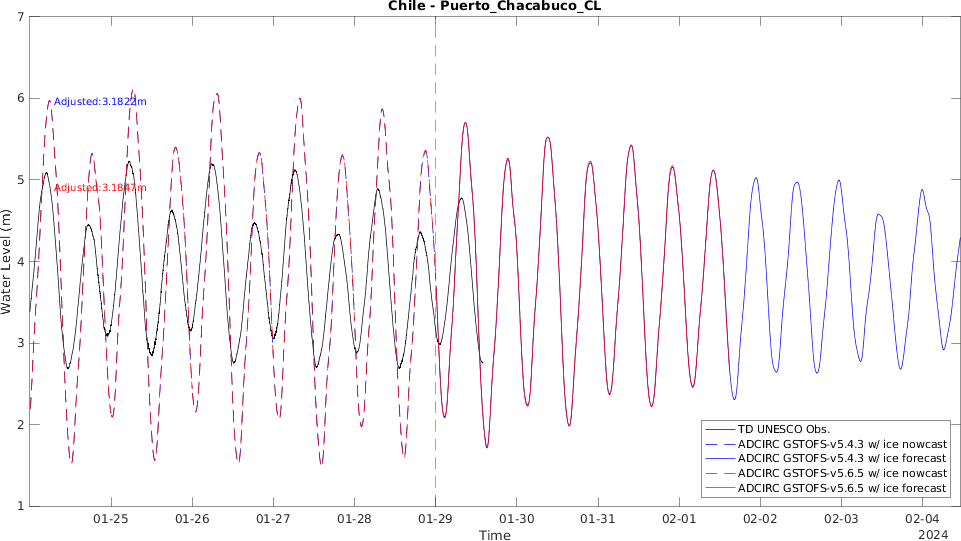 Chile - Puerto_Chacabuco_CL
7
6
5
4
3
2
1
Water Level (m)
Adjusted:3.1822m
Adjusted:3.1847m
TD UNESCO Obs.
ADCIRC GSTOFS-v5.4.3 w/ ice nowcast
ADCIRC GSTOFS-v5.4.3 w/ ice forecast
ADCIRC GSTOFS-v5.6.5 w/ ice nowcast
ADCIRC GSTOFS-v5.6.5 w/ ice forecast
01-25 01-26 01-27 01-28 01-29 01-30 01-31 02-01 02-02 02-03 02-04
Time
2024